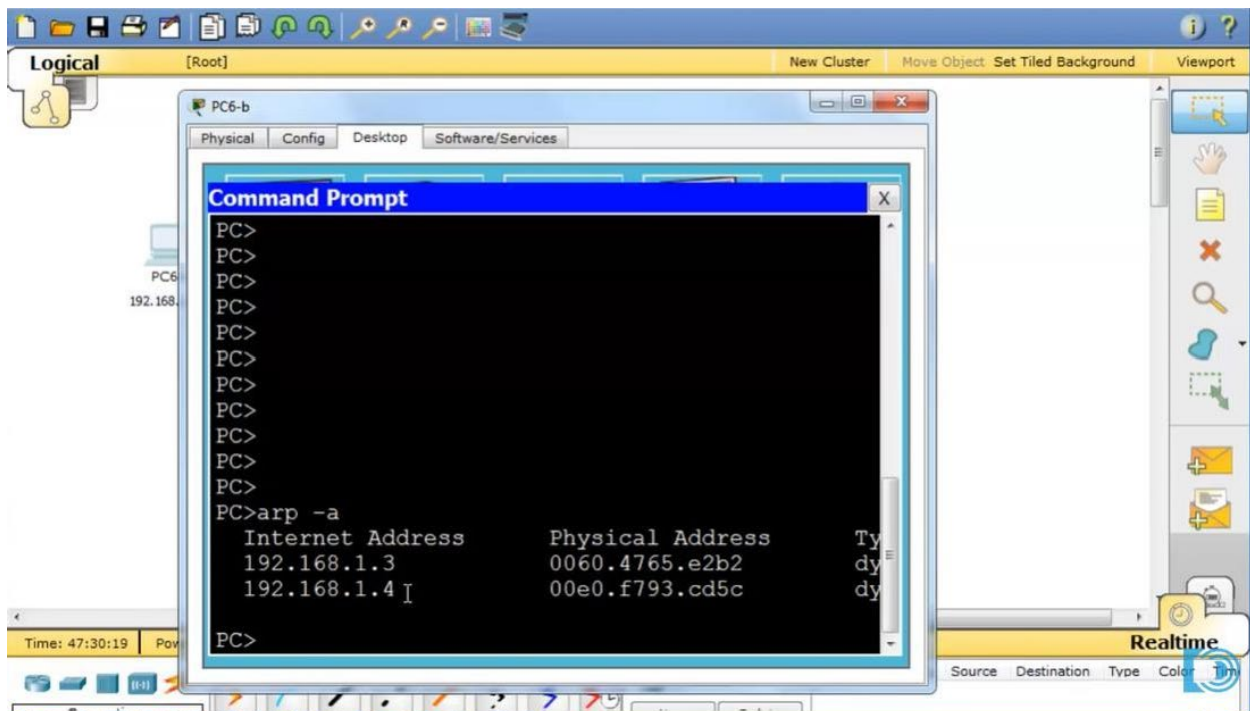 Logical [Root] New Cluster Move Object Set Tiled Background Viewport
PC6-b
Physical Config Desktop Software/Services
Command Prompt X
PC>
PC>
PC>
PC>
PC>
PC>
PC>
PC>
PC>
PC>
PC>
PC>arp -a
Internet Address Physical Address Ty
192.168.1.3 0060.4765.e2b2 dy
192.168.1.4 00e0.f793.cd5c dy
PC>
PC6
192.168.
Time: 47:30:19 Pow Realtime
Source Destination Type Color Tim